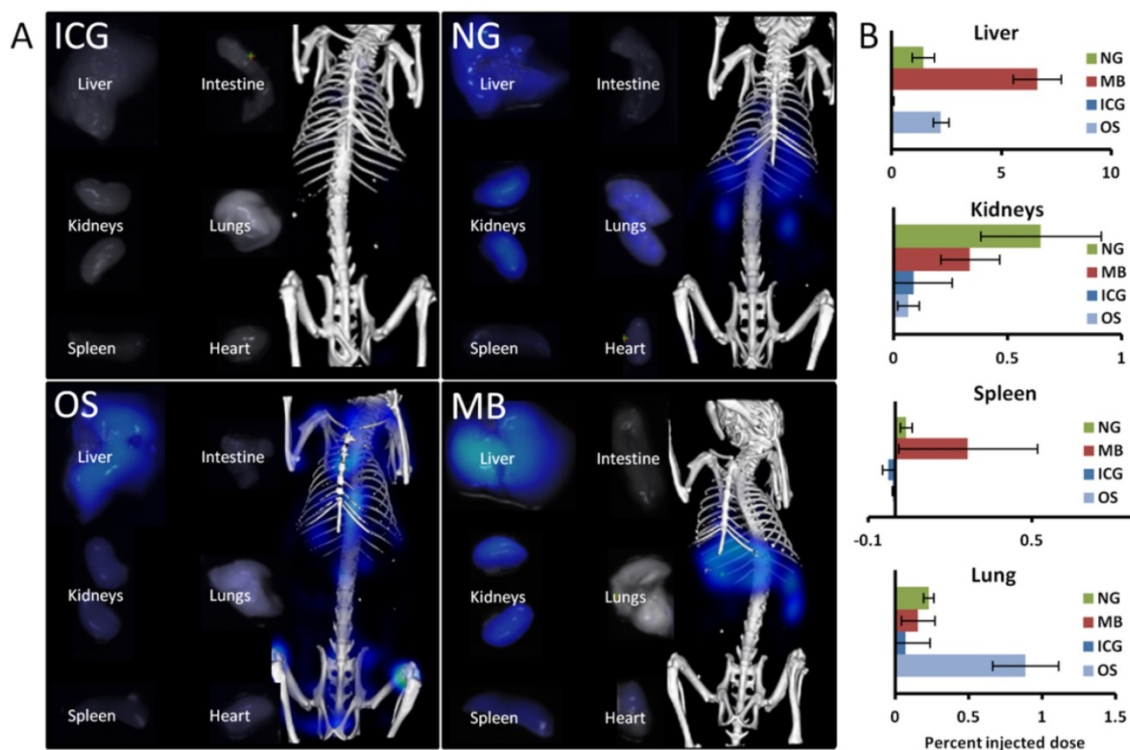 A
ICG
Liver
Intestine
Kidneys
Lungs
Spleen
Heart
NG
Liver
Intestine
Kidneys
Lungs
Spleen
Heart
OS
Liver
Intestine
Kidneys
Lungs
Spleen
Heart
MB
Liver
Intestine
Kidneys
Lungs
Spleen
Heart
B
Liver
NG
MB
ICG
OS
0 5 10
Kidneys
NG
MB
ICG
OS
0 0.5 1
Spleen
NG
MB
ICG
OS
-0.1 0.5
Lung
NG
MB
ICG
OS
0 0.5 1 1.5
Percent injected dose